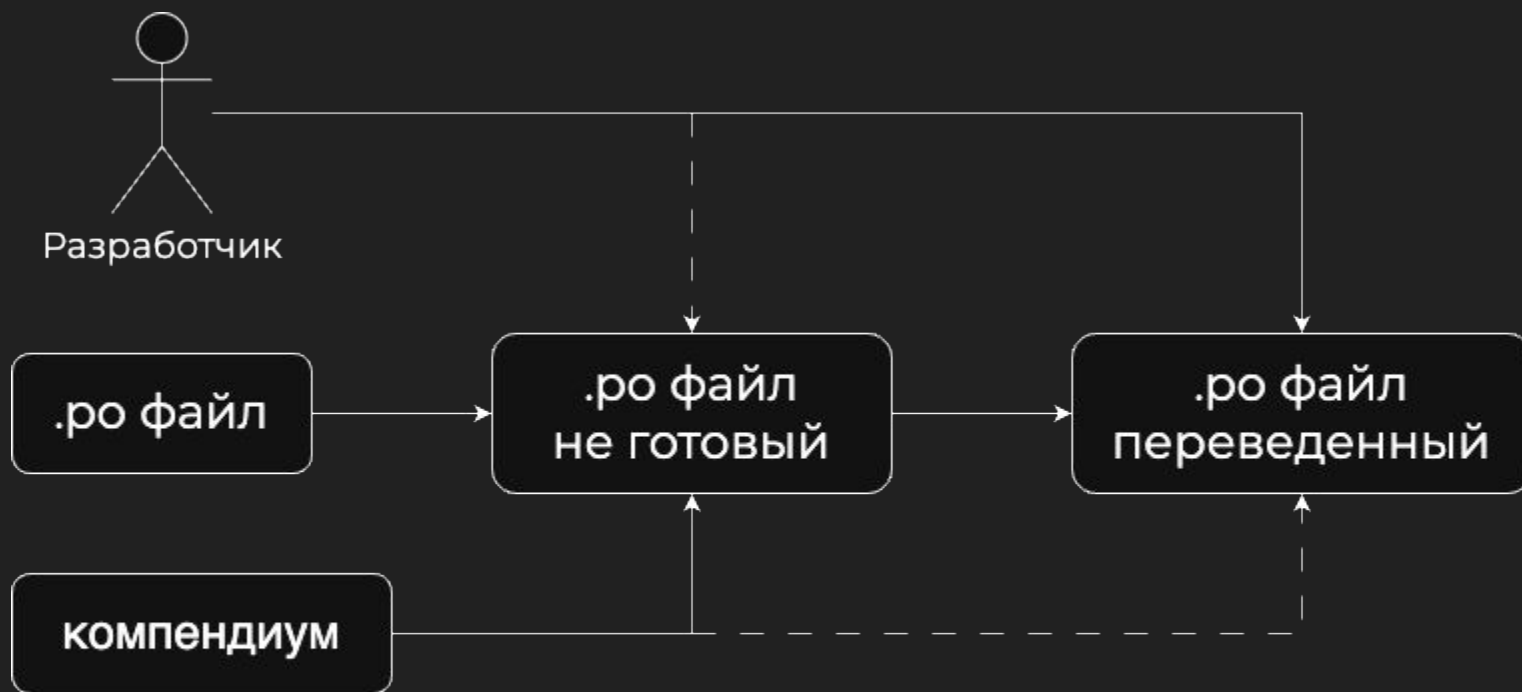 Разработчик
.po файл
.po файл
не готовый
.po файл
переведенный
компендиум